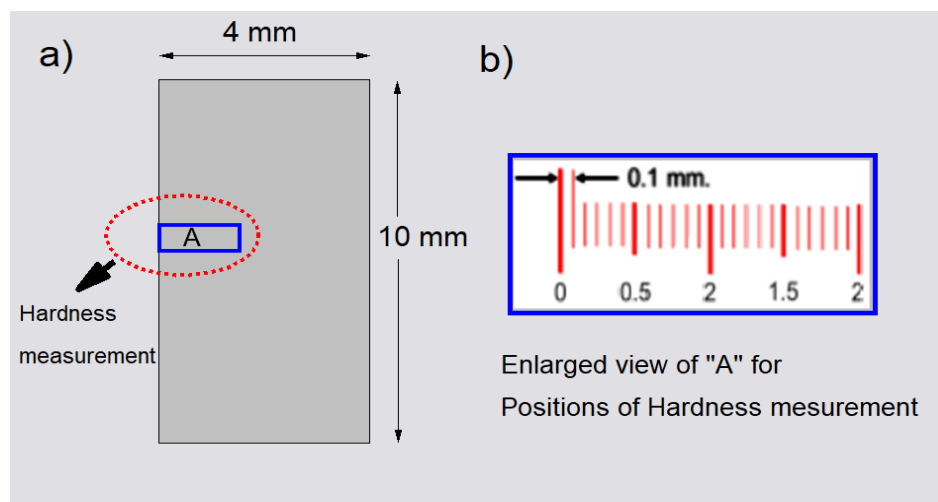 a)
4 mm
A
10 mm
Hardness
measurement
b)
0.1 mm.
0 0.5 2 1.5 2
Enlarged view of "A" for
Positions of Hardness mesurement